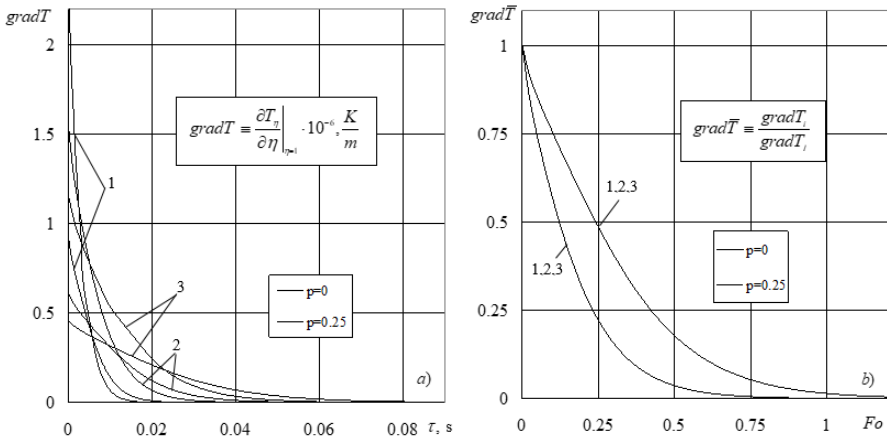 gradT
2
1.5
1
0.5
0
0 0.02 0.04 0.06 0.08 τ, s
gradT ≡ ∂T_η/∂η |_η=1 · 10⁻⁶, K/m
1
3
2
p=0
p=0.25
a)
gradT̅
1
0.75
0.5
0.25
0
0 0.25 0.5 0.75 1 Fo
gradT̅ ≡ gradT_i/gradT_i
1,2,3
1,2,3
p=0
p=0.25
b)